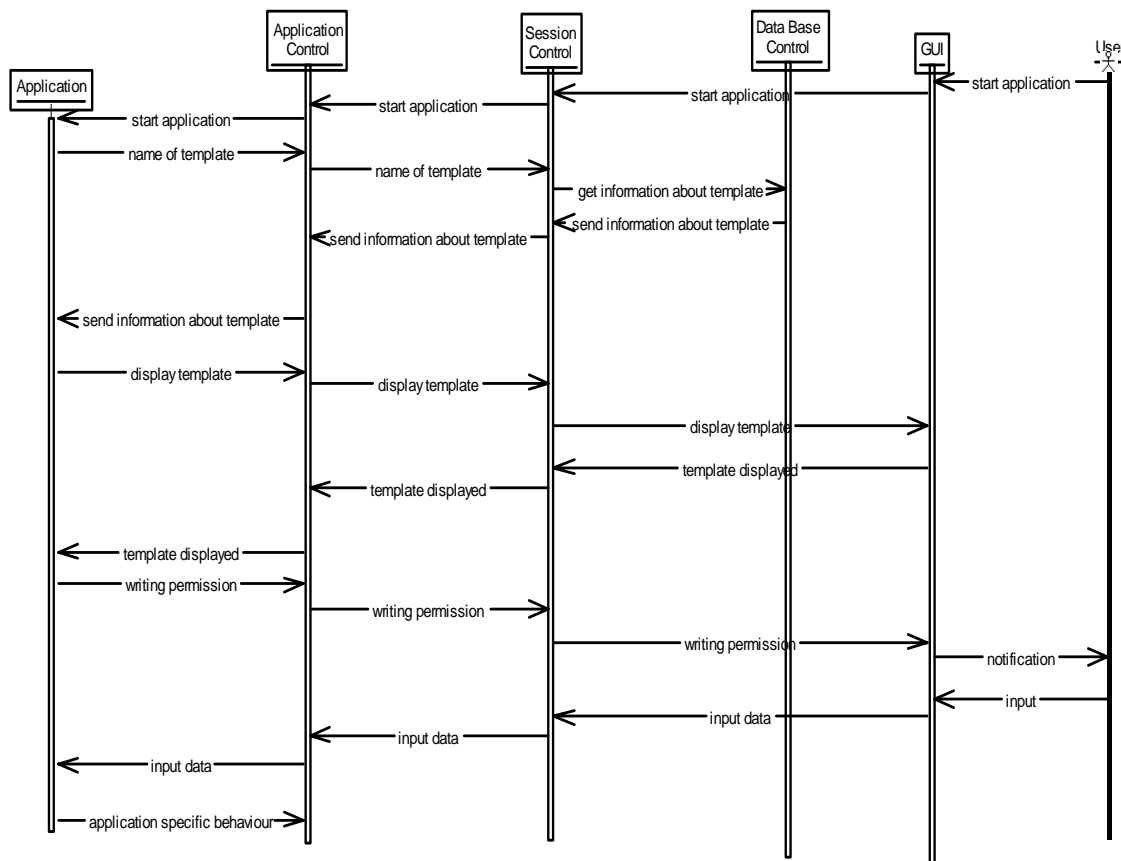 Application
Application
Control
Session
Control
Data Base
Control
GUI
User
start application
start application
start application
start application
name of template
name of template
get information about template
send information about template
send information about template
send information about template
display template
display template
display template
template displayed
template displayed
template displayed
writing permission
writing permission
writing permission
notification
input
input data
input data
input data
application specific behaviour